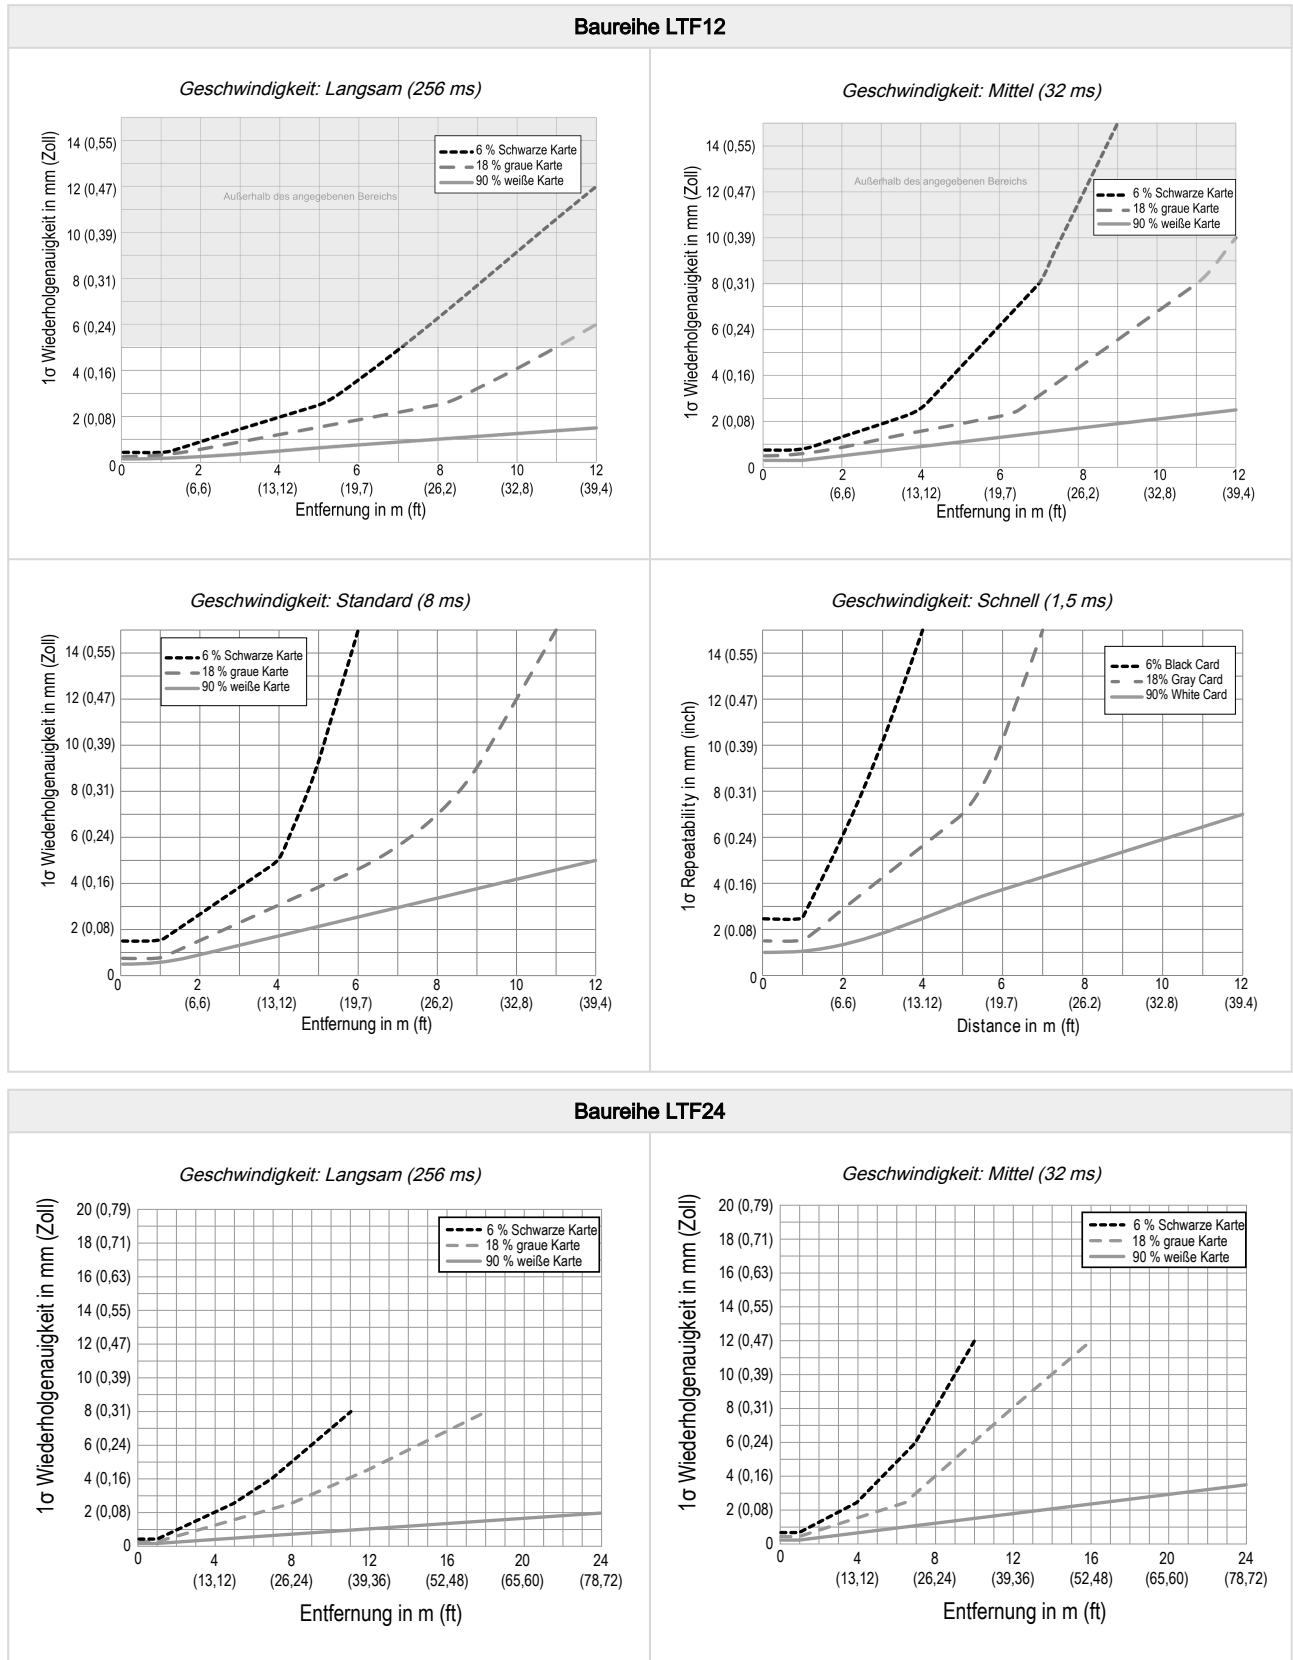 Baureihe LTF12
Geschwindigkeit: Langsam (256 ms)
1σ Wiederholgenauigkeit in mm (Zoll)
14 (0,55)
12 (0,47)
10 (0,39)
8 (0,31)
6 (0,24)
4 (0,16)
2 (0,08)
0
6 % Schwarze Karte
18 % graue Karte
90 % weiße Karte
Außerhalb des angegebenen Bereichs
0 2 4 6 8 10 12
(6,6) (13,12) (19,7) (26,2) (32,8) (39,4)
Entfernung in m (ft)
Geschwindigkeit: Mittel (32 ms)
1σ Wiederholgenauigkeit in mm (Zoll)
14 (0,55)
12 (0,47)
10 (0,39)
8 (0,31)
6 (0,24)
4 (0,16)
2 (0,08)
0
Außerhalb des angegebenen Bereichs
6 % Schwarze Karte
18 % graue Karte
90 % weiße Karte
0 2 4 6 8 10 12
(6,6) (13,12) (19,7) (26,2) (32,8) (39,4)
Entfernung in m (ft)
Geschwindigkeit: Standard (8 ms)
1σ Wiederholgenauigkeit in mm (Zoll)
14 (0,55)
12 (0,47)
10 (0,39)
8 (0,31)
6 (0,24)
4 (0,16)
2 (0,08)
0
6 % Schwarze Karte
18 % graue Karte
90 % weiße Karte
0 2 4 6 8 10 12
(6,6) (13,12) (19,7) (26,2) (32,8) (39,4)
Entfernung in m (ft)
Geschwindigkeit: Schnell (1,5 ms)
1σ Repeatability in mm (inch)
14 (0.55)
12 (0.47)
10 (0.39)
8 (0.31)
6 (0.24)
4 (0.16)
2 (0.08)
0
6% Black Card
18% Gray Card
90% White Card
0 2 4 6 8 10 12
(6.6) (13.12) (19.7) (26.2) (32.8) (39.4)
Distance in m (ft)
Baureihe LTF24
Geschwindigkeit: Langsam (256 ms)
1σ Wiederholgenauigkeit in mm (Zoll)
20 (0,79)
18 (0,71)
16 (0,63)
14 (0,55)
12 (0,47)
10 (0,39)
8 (0,31)
6 (0,24)
4 (0,16)
2 (0,08)
0
6 % Schwarze Karte
18 % graue Karte
90 % weiße Karte
0 4 8 12 16 20 24
(13,12) (26,24) (39,36) (52,48) (65,60) (78,72)
Entfernung in m (ft)
Geschwindigkeit: Mittel (32 ms)
1σ Wiederholgenauigkeit in mm (Zoll)
20 (0,79)
18 (0,71)
16 (0,63)
14 (0,55)
12 (0,47)
10 (0,39)
8 (0,31)
6 (0,24)
4 (0,16)
2 (0,08)
0
6 % Schwarze Karte
18 % graue Karte
90 % weiße Karte
0 4 8 12 16 20 24
(13,12) (26,24) (39,36) (52,48) (65,60) (78,72)
Entfernung in m (ft)